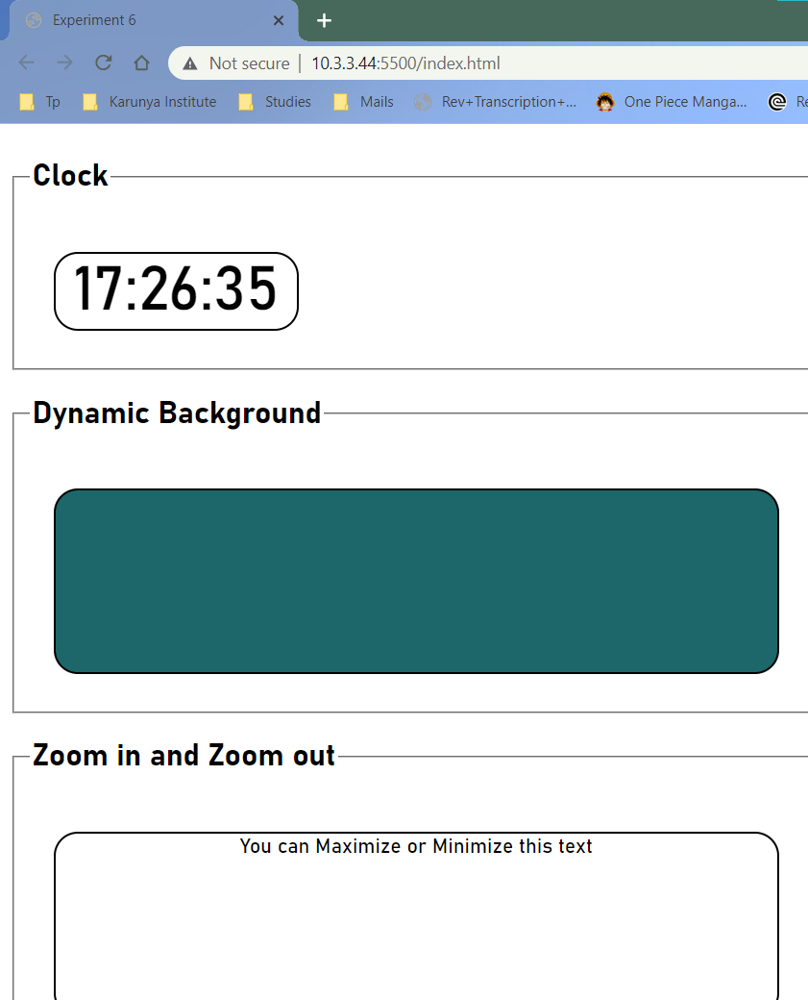 Experiment 6
Not secure | 10.3.3.44:5500/index.html
Tp Karunya Institute Studies Mails Rev+Transcription+... One Piece Manga... Re
Clock
17:26:35
Dynamic Background
Zoom in and Zoom out
You can Maximize or Minimize this text